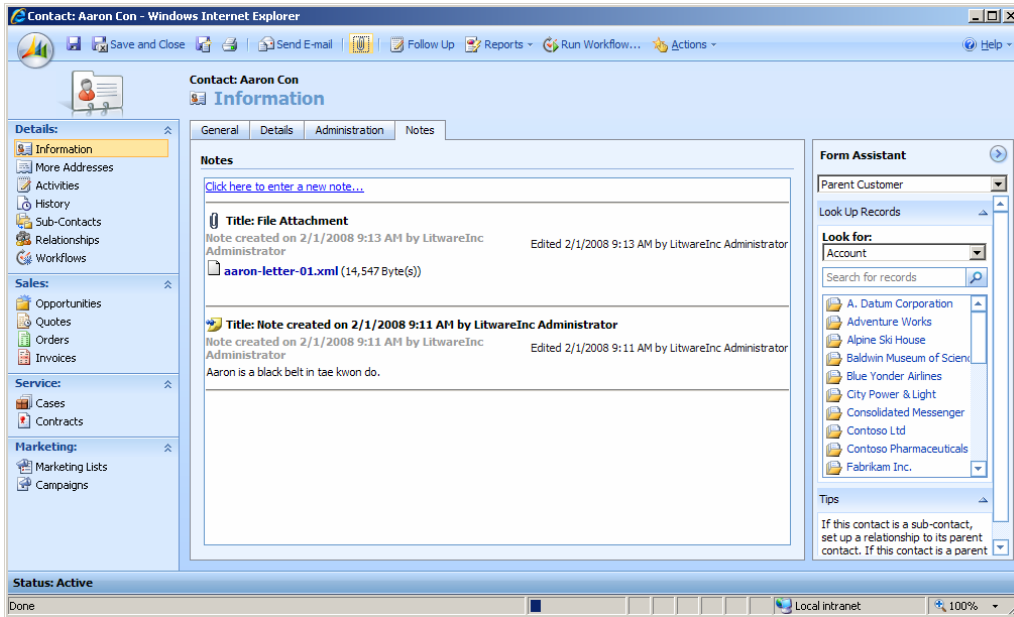 Contact: Aaron Con - Windows Internet Explorer
Save and Close
Send E-mail
Follow Up
Reports
Run Workflow...
Actions
Help
Contact: Aaron Con
Information
Details:
Information
More Addresses
Activities
History
Sub-Contacts
Relationships
Workflows
Sales:
Opportunities
Quotes
Orders
Invoices
Service:
Cases
Contracts
Marketing:
Marketing Lists
Campaigns
General
Details
Administration
Notes
Notes
Click here to enter a new note...
Title: File Attachment
Note created on 2/1/2008 9:13 AM by LitwareInc
Administrator
Edited 2/1/2008 9:13 AM by LitwareInc Administrator
aaron-letter-01.xml (14,547 Byte(s))
Title: Note created on 2/1/2008 9:11 AM by LitwareInc Administrator
Note created on 2/1/2008 9:11 AM by LitwareInc
Administrator
Edited 2/1/2008 9:11 AM by LitwareInc Administrator
Aaron is a black belt in tae kwon do.
Form Assistant
Parent Customer
Look Up Records
Look for:
Account
Search for records
A. Datum Corporation
Adventure Works
Alpine Ski House
Baldwin Museum of Scienc
Blue Yonder Airlines
City Power & Light
Consolidated Messenger
Contoso Ltd
Contoso Pharmaceuticals
Fabrikam Inc.
Tips
If this contact is a sub-contact,
set up a relationship to its parent
contact. If this contact is a parent
Status: Active
Done
Local intranet
100%